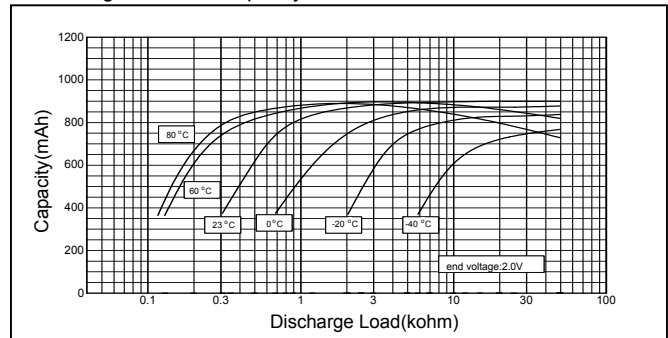 1200
1000
800
600
400
200
0
Capacity(mAh)
80 °C
60 °C
23 °C
0°C
-20 °C
-40 °C
end voltage:2.0V
0.1 0.3 1 3 10 30 100
Discharge Load(kohm)